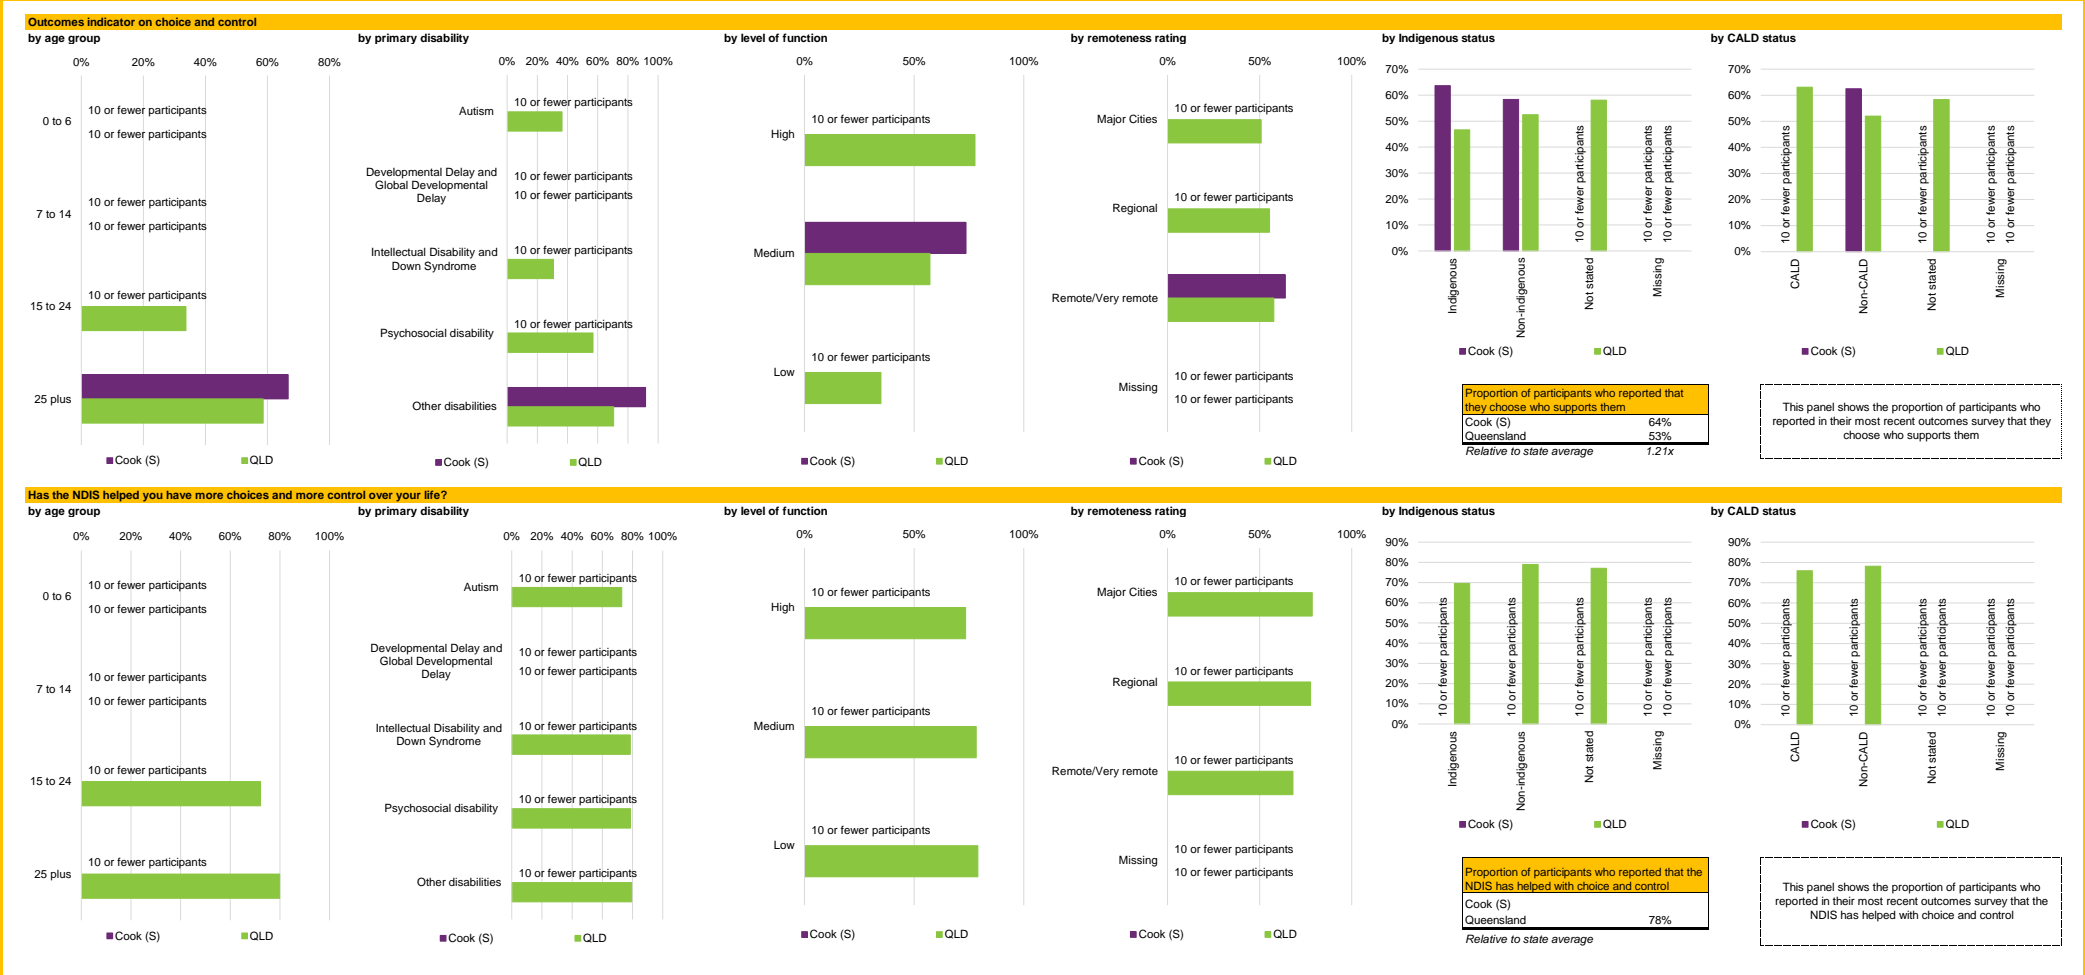 Outcomes indicator on choice and control
by age group
0% 20% 40% 60% 80%
0 to 6
10 or fewer participants
10 or fewer participants
7 to 14
10 or fewer participants
10 or fewer participants
15 to 24
10 or fewer participants
25 plus
Cook (S) QLD
by primary disability
0% 20% 40% 60% 80% 100%
Autism
10 or fewer participants
Developmental Delay and
Global Developmental
Delay
10 or fewer participants
10 or fewer participants
Intellectual Disability and
Down Syndrome
10 or fewer participants
Psychosocial disability
10 or fewer participants
Other disabilities
Cook (S) QLD
by level of function
0% 50% 100%
High
10 or fewer participants
Medium
Low
10 or fewer participants
Cook (S) QLD
by remoteness rating
0% 50% 100%
Major Cities
10 or fewer participants
Regional
10 or fewer participants
Remote/Very remote
Missing
10 or fewer participants
10 or fewer participants
Cook (S) QLD
by Indigenous status
70%
60%
50%
40%
30%
20%
10%
0%
10 or fewer participants
10 or fewer participants
10 or fewer participants
Indigenous
Non-indigenous
Not stated
Missing
Cook (S) QLD
Proportion of participants who reported that
they choose who supports them
Cook (S) 64%
Queensland 53%
Relative to state average 1.21x
by CALD status
70%
60%
50%
40%
30%
20%
10%
0%
10 or fewer participants
10 or fewer participants
10 or fewer participants
10 or fewer participants
CALD
Non-CALD
Not stated
Missing
Cook (S) QLD
This panel shows the proportion of participants who
reported in their most recent outcomes survey that they
choose who supports them
Has the NDIS helped you have more choices and more control over your life?
by age group
0% 20% 40% 60% 80% 100%
0 to 6
10 or fewer participants
10 or fewer participants
7 to 14
10 or fewer participants
10 or fewer participants
15 to 24
10 or fewer participants
25 plus
10 or fewer participants
Cook (S) QLD
by primary disability
0% 20% 40% 60% 80% 100%
Autism
10 or fewer participants
Developmental Delay and
Global Developmental
Delay
10 or fewer participants
10 or fewer participants
Intellectual Disability and
Down Syndrome
10 or fewer participants
Psychosocial disability
10 or fewer participants
Other disabilities
10 or fewer participants
Cook (S) QLD
by level of function
0% 50% 100%
High
10 or fewer participants
Medium
10 or fewer participants
Low
10 or fewer participants
Cook (S) QLD
by remoteness rating
0% 50% 100%
Major Cities
10 or fewer participants
Regional
10 or fewer participants
Remote/Very remote
10 or fewer participants
Missing
10 or fewer participants
10 or fewer participants
Cook (S) QLD
by Indigenous status
90%
80%
70%
60%
50%
40%
30%
20%
10%
0%
10 or fewer participants
10 or fewer participants
10 or fewer participants
10 or fewer participants
10 or fewer participants
Indigenous
Non-indigenous
Not stated
Missing
Cook (S) QLD
Proportion of participants who reported that the
NDIS has helped with choice and control
Cook (S)
Queensland 78%
Relative to state average
by CALD status
90%
80%
70%
60%
50%
40%
30%
20%
10%
0%
10 or fewer participants
10 or fewer participants
10 or fewer participants
10 or fewer participants
10 or fewer participants
10 or fewer participants
CALD
Non-CALD
Not stated
Missing
Cook (S) QLD
This panel shows the proportion of participants who
reported in their most recent outcomes survey that the
NDIS has helped with choice and control